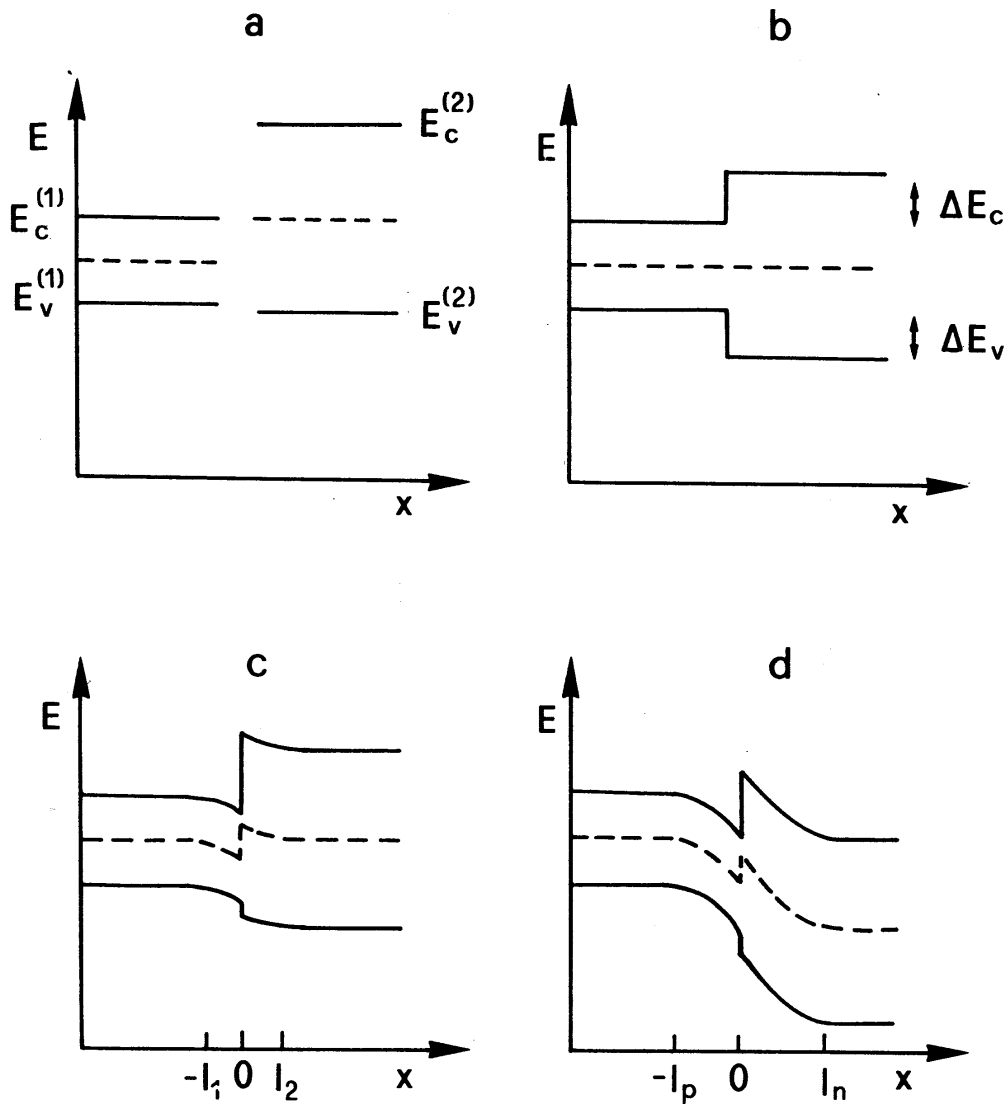 a
E
E_c^(1)
E_v^(1)
E_c^(2)
E_v^(2)
x
b
E
ΔE_c
ΔE_v
x
c
E
-l_1 0 l_2 x
d
E
-l_p 0 l_n x